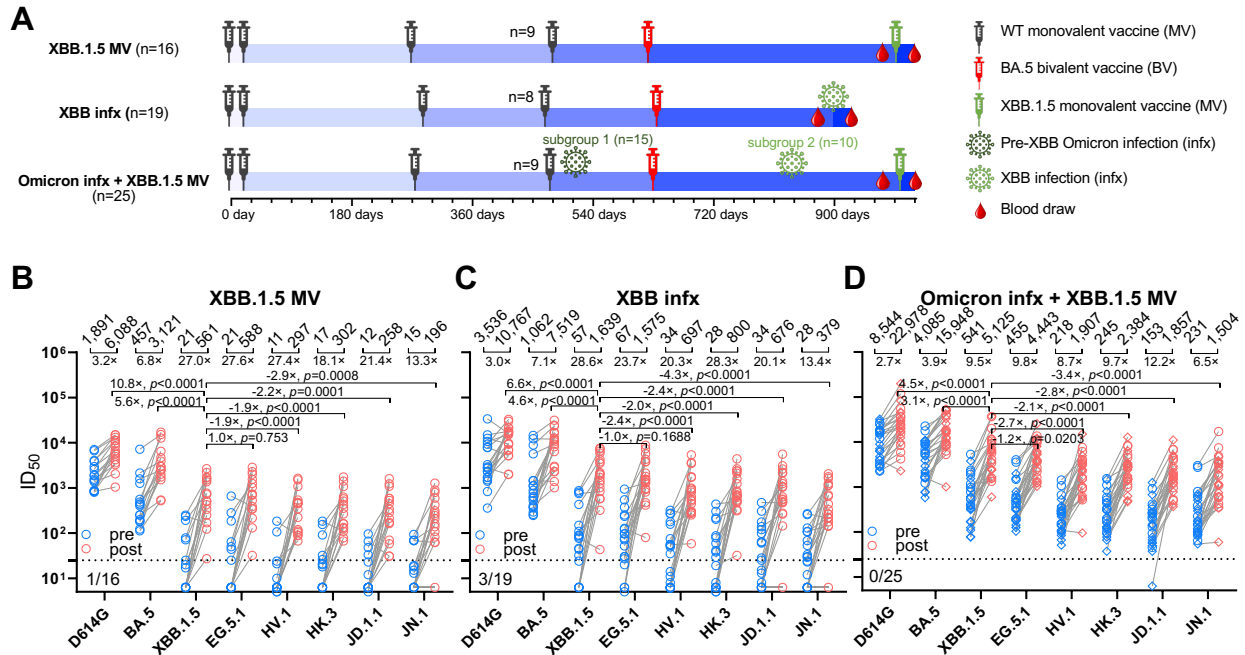 A
XBB.1.5 MV (n=16)
n=9
XBB infx
(n=19)
n=8
subgroup 1 (n=15)
subgroup 2 (n=10)
Omicron infx + XBB.1.5 MV
(n=25)
n=9
0 day
180 days
360 days
540 days
720 days
900 days
WT monovalent vaccine (MV)
BA.5 bivalent vaccine (BV)
XBB.1.5 monovalent vaccine (MV)
Pre-XBB Omicron infection (infx)
XBB infection (infx)
Blood draw
B
XBB.1.5 MV
1,891 6,088 457 3,121 21 561 21 588 11 297 17 302 12 258 15 196
3.2× 6.8× 27.0× 27.6× 27.4× 18.1× 21.4× 13.3×
-2.9×, p=0.0008
10.8×, p<0.0001
-2.2×, p=0.0001
5.6×, p<0.0001
-1.9×, p<0.0001
-1.9×, p<0.0001
1.0×, p=0.753
10⁶
10⁵
10⁴
10³
10²
10¹
ID50
pre
post
1/16
D614G BA.5 XBB.1.5 EG.5.1 HV.1 HK.3 JD.1.1 JN.1
C
XBB infx
3,536 10,767 1,062 7,519 57 1,639 67 1,575 34 697 28 800 34 676 28 379
3.0× 7.1× 28.6× 23.7× 20.3× 28.3× 20.1× 13.4×
-4.3×, p<0.0001
6.6×, p<0.0001
-2.4×, p<0.0001
4.6×, p<0.0001
-2.0×, p<0.0001
-2.4×, p<0.0001
-1.0×, p=0.1688
pre
post
3/19
D614G BA.5 XBB.1.5 EG.5.1 HV.1 HK.3 JD.1.1 JN.1
D
Omicron infx + XBB.1.5 MV
8,544 22,978 4,085 15,948 541 5,125 455 4,443 218 1,907 245 2,384 153 1,857 231 1,504
2.7× 3.9× 9.5× 9.8× 8.7× 9.7× 12.2× 6.5×
-3.4×, p<0.0001
4.5×, p<0.0001
-2.8×, p<0.0001
3.1×, p<0.0001
-2.1×, p<0.0001
-2.7×, p<0.0001
-1.2×, p=0.0203
pre
post
0/25
D614G BA.5 XBB.1.5 EG.5.1 HV.1 HK.3 JD.1.1 JN.1